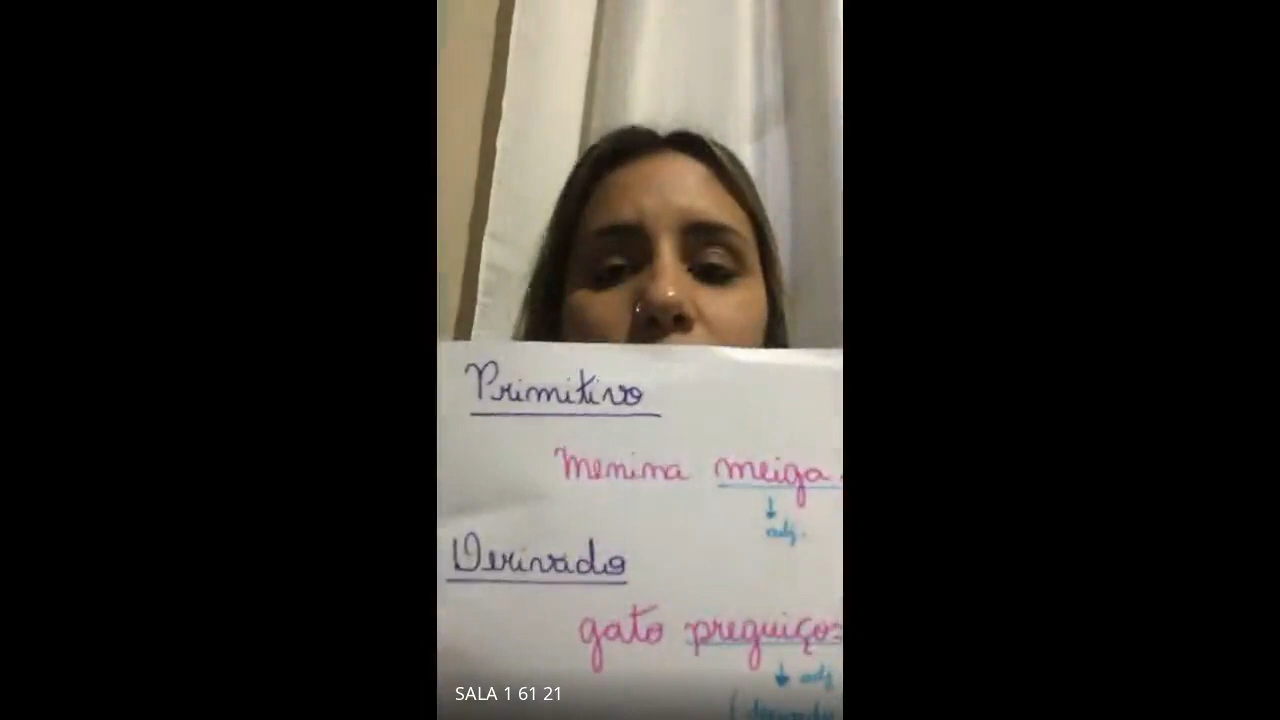 Primitivo
Menina meiga.
adj.
Derivado
gato preguiço
adj
SALA 1 61 21